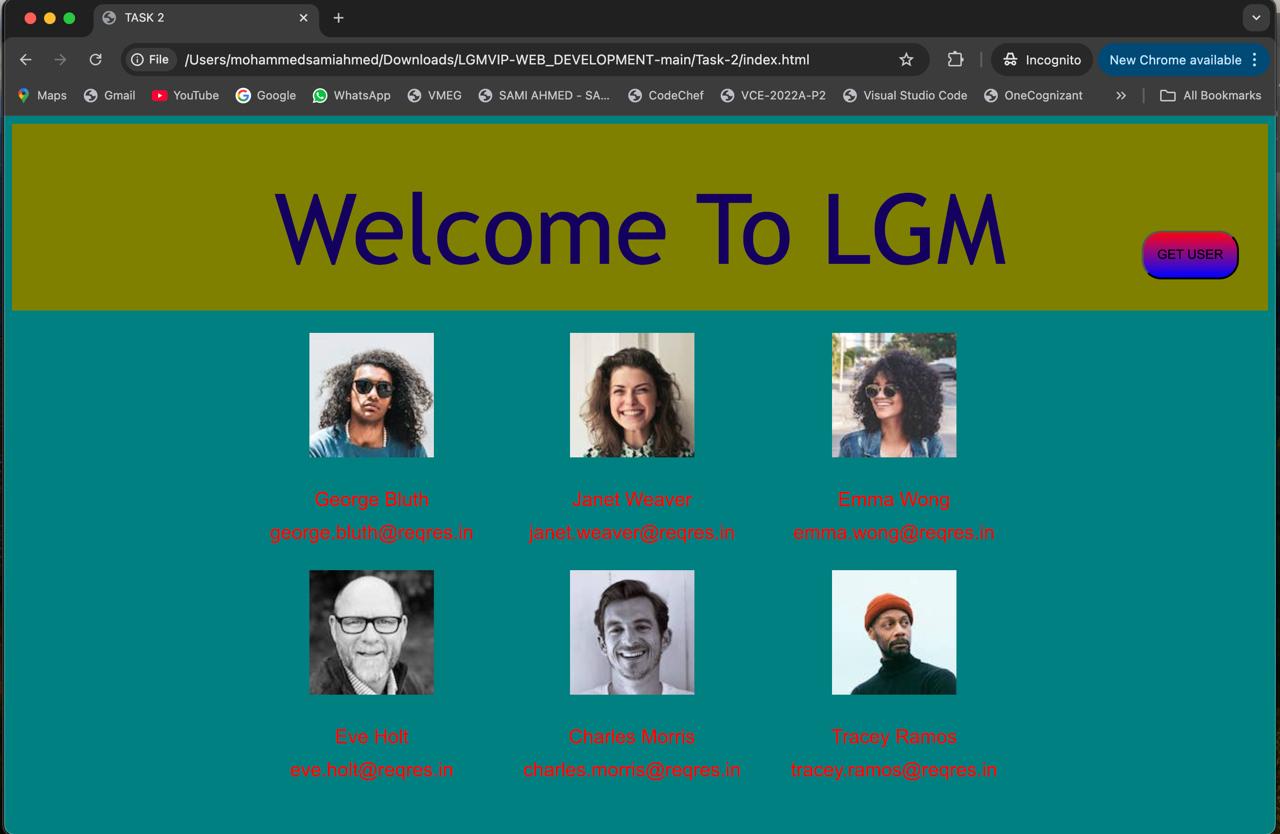 TASK 2
File /Users/mohammedsamiahmed/Downloads/LGMVIP-WEB_DEVELOPMENT-main/Task-2/index.html Incognito New Chrome available
Maps Gmail YouTube Google WhatsApp VMEG SAMI AHMED - SA... CodeChef VCE-2022A-P2 Visual Studio Code OneCognizant » All Bookmarks
Welcome To LGM
GET USER
George Bluth Janet Weaver Emma Wong
george.bluth@reqres.in janet.weaver@reqres.in emma.wong@reqres.in
Eve Holt Charles Morris Tracey Ramos
eve.holt@reqres.in charles.morris@reqres.in tracey.ramos@reqres.in